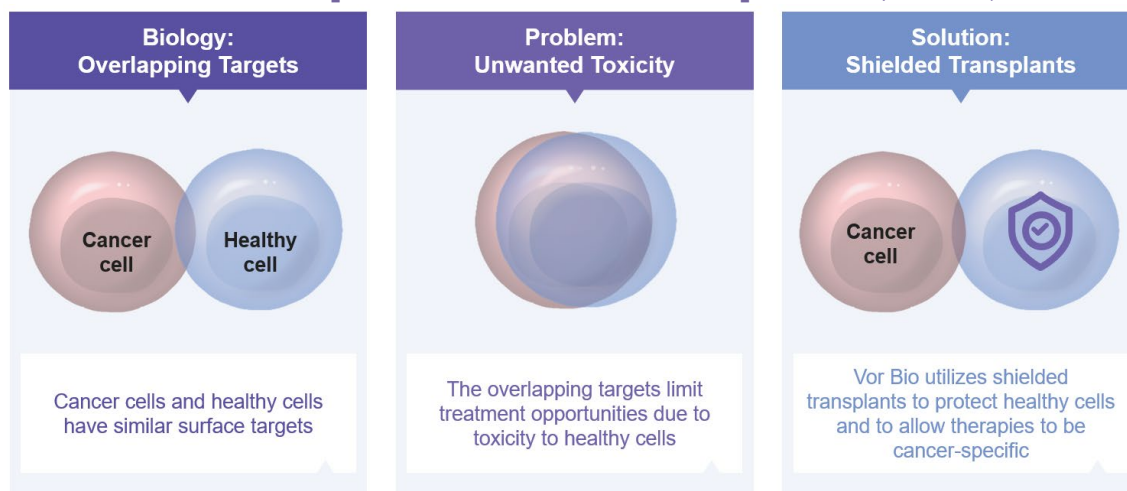 Biology:
Overlapping Targets
Cancer
cell
Healthy
cell
Cancer cells and healthy cells
have similar surface targets
Problem:
Unwanted Toxicity
The overlapping targets limit
treatment opportunities due to
toxicity to healthy cells
Solution:
Shielded Transplants
Cancer
cell
Vor Bio utilizes shielded
transplants to protect healthy cells
and to allow therapies to be
cancer-specific